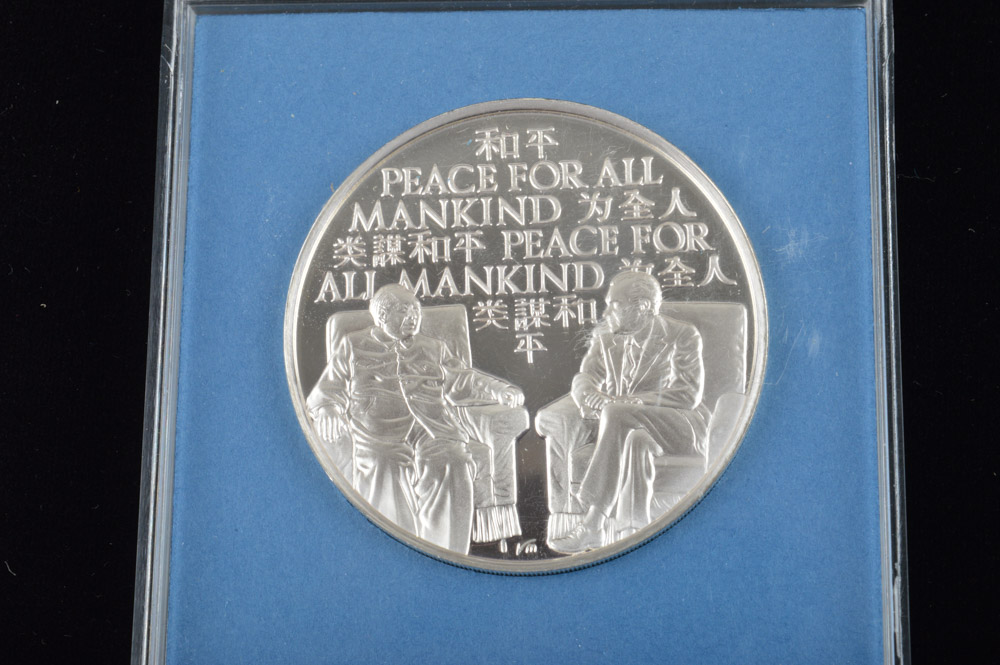 和平
PEACE FOR ALL
MANKIND 为全人
类謀和平 PEACE FOR
ALL MANKIND 为全人
类謀和
平